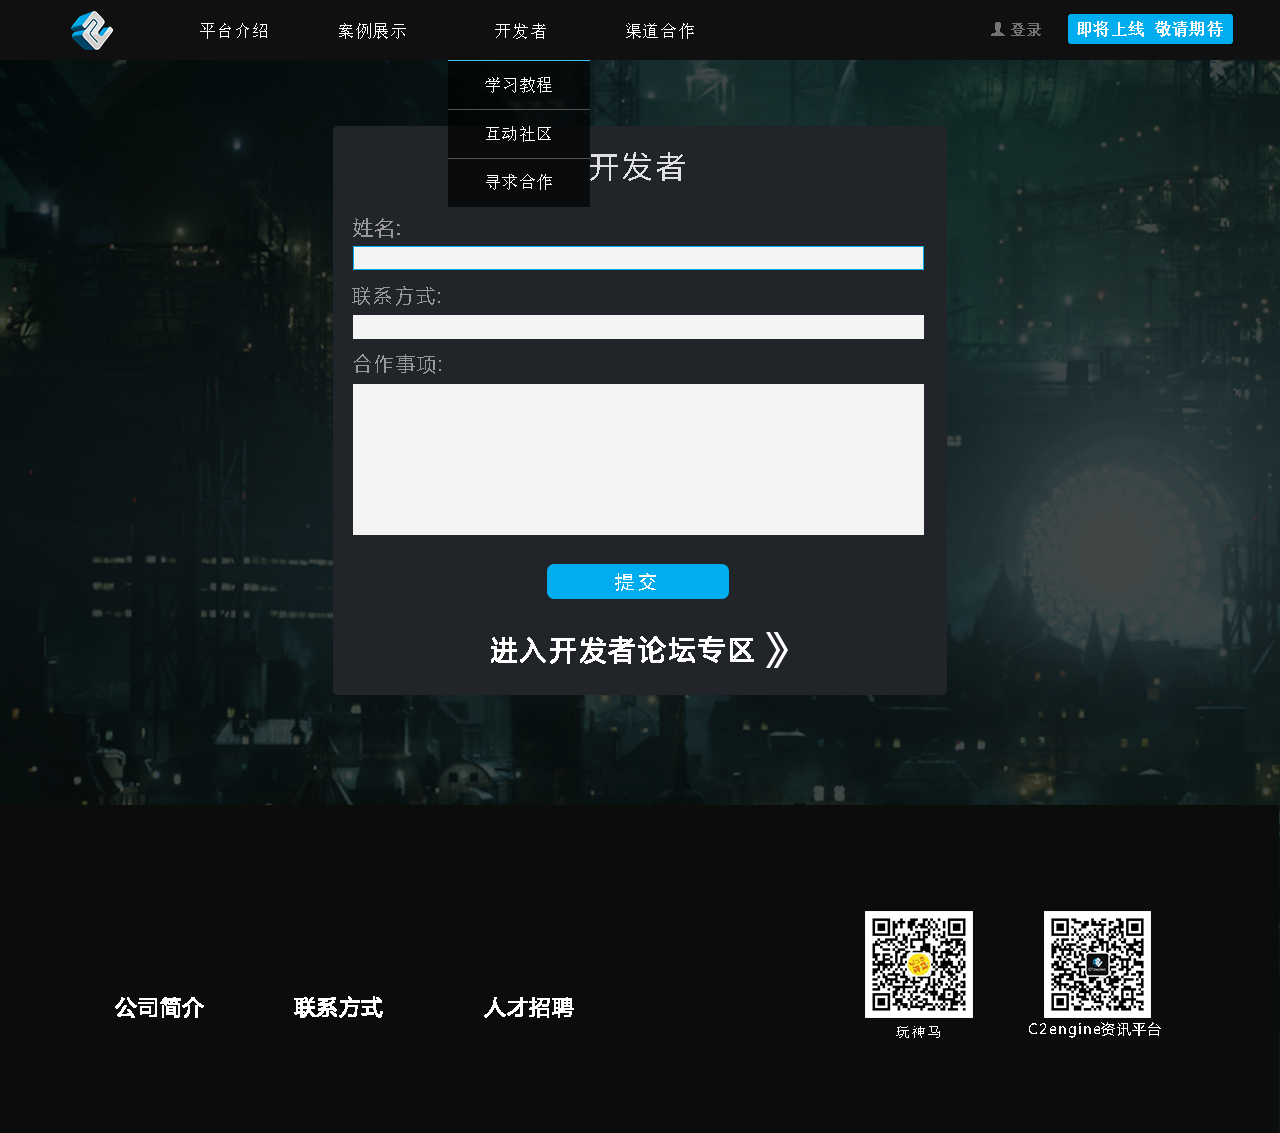 平台介绍
案例展示
开发者
渠道合作
登录
即将上线 敬请期待
学习教程
互动社区
寻求合作
开发者
姓名:
联系方式:
合作事项:
提交
进入开发者论坛专区 》
公司简介
联系方式
人才招聘
玩神马
C2engine资讯平台